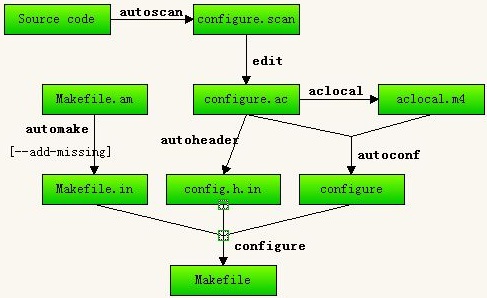 Source code
autoscan
configure.scan
edit
Makefile.am
configure.ac
aclocal
aclocal.m4
automake
[--add-missing]
autoheader
autoconf
Makefile.in
config.h.in
configure
configure
Makefile